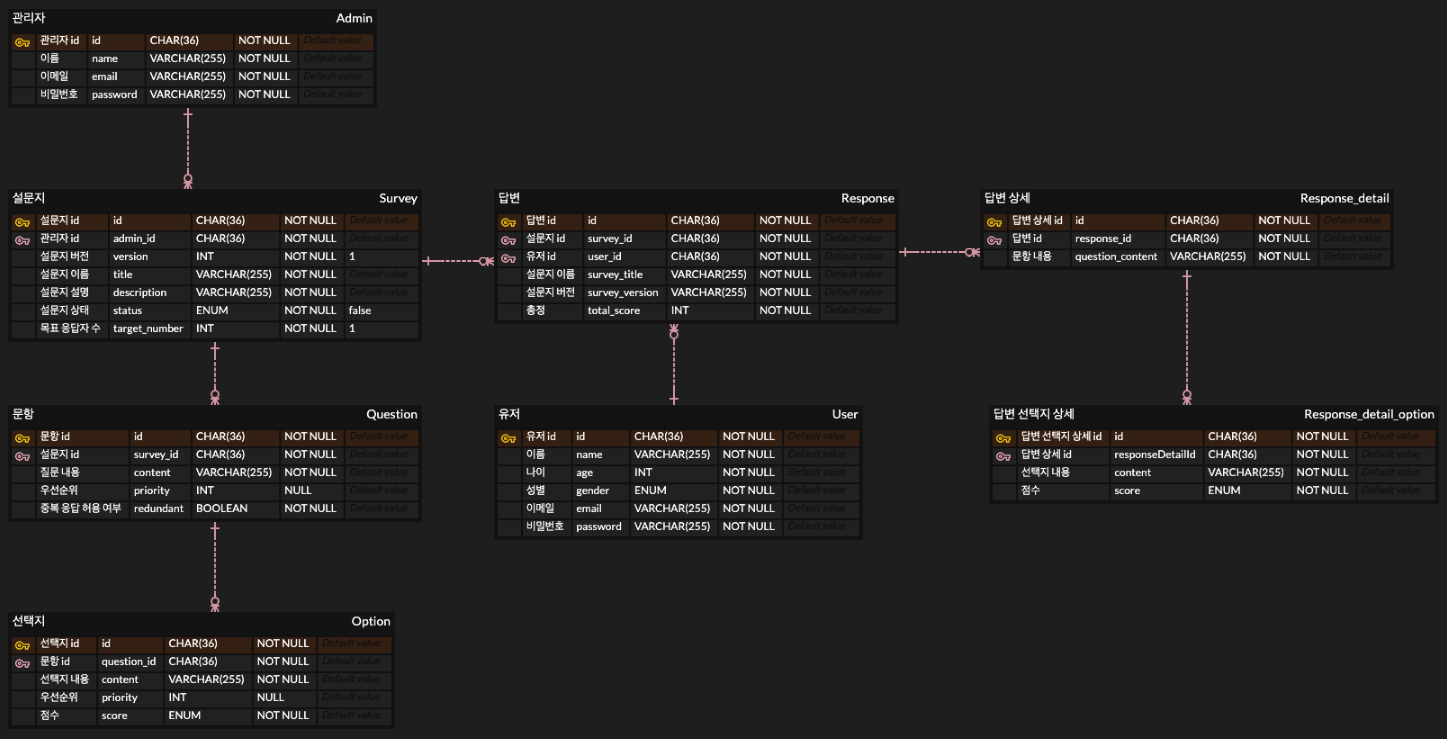 관리자 Admin
관리자 id id CHAR(36) NOT NULL Default value
이름 name VARCHAR(255) NOT NULL Default value
이메일 email VARCHAR(255) NOT NULL Default value
비밀번호 password VARCHAR(255) NOT NULL Default value
설문지 Survey
설문지 id id CHAR(36) NOT NULL Default value
관리자 id admin_id CHAR(36) NOT NULL Default value
설문지 버전 version INT NOT NULL 1
설문지 이름 title VARCHAR(255) NOT NULL Default value
설문지 설명 description VARCHAR(255) NOT NULL Default value
설문지 상태 status ENUM NOT NULL false
목표 응답자 수 target_number INT NOT NULL 1
답변 Response
답변 id id CHAR(36) NOT NULL Default value
설문지 id survey_id CHAR(36) NOT NULL Default value
유저 id user_id CHAR(36) NOT NULL Default value
설문지 이름 survey_title VARCHAR(255) NOT NULL Default value
설문지 버전 survey_version VARCHAR(255) NOT NULL Default value
총정 total_score INT NOT NULL Default value
답변 상세 Response_detail
답변 상세 id id CHAR(36) NOT NULL Default value
답변 id response_id CHAR(36) NOT NULL Default value
문항 내용 question_content VARCHAR(255) NOT NULL Default value
문항 Question
문항 id id CHAR(36) NOT NULL Default value
설문지 id survey_id CHAR(36) NOT NULL Default value
질문 내용 content VARCHAR(255) NOT NULL Default value
우선순위 priority INT NULL Default value
중복 응답 허용 여부 redundant BOOLEAN NOT NULL Default value
유저 User
유저 id id CHAR(36) NOT NULL Default value
이름 name VARCHAR(255) NOT NULL Default value
나이 age INT NOT NULL Default value
성별 gender ENUM NOT NULL Default value
이메일 email VARCHAR(255) NOT NULL Default value
비밀번호 password VARCHAR(255) NOT NULL Default value
답변 선택지 상세 Response_detail_option
답변 선택지 상세 id id CHAR(36) NOT NULL Default value
답변 상세 id responseDetailId CHAR(36) NOT NULL Default value
선택지 내용 content VARCHAR(255) NOT NULL Default value
점수 score ENUM NOT NULL Default value
선택지 Option
선택지 id id CHAR(36) NOT NULL Default value
문항 id question_id CHAR(36) NOT NULL Default value
선택지 내용 content VARCHAR(255) NOT NULL Default value
우선순위 priority INT NULL Default value
점수 score ENUM NOT NULL Default value